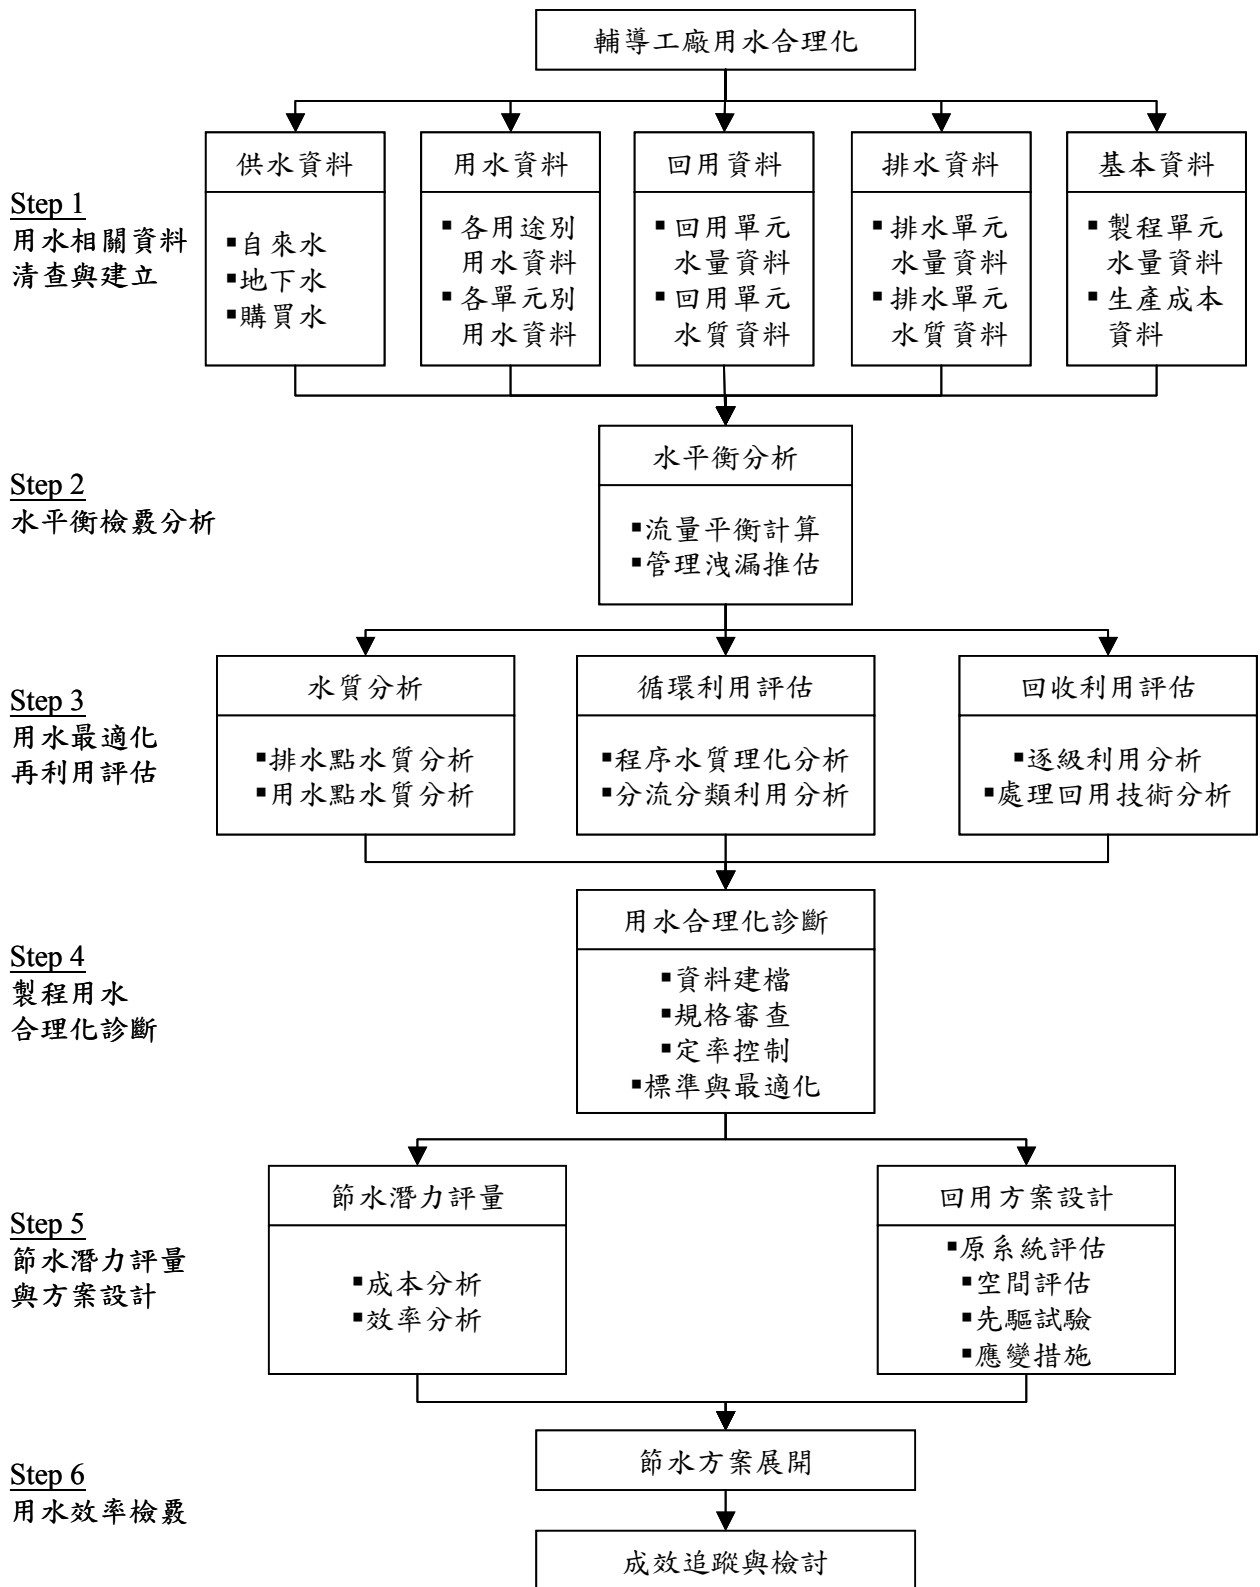 輔導工廠用水合理化
Step 1
用水相關資料
清查與建立
供水資料
▪自來水
▪地下水
▪購買水
用水資料
▪各用途別
用水資料
▪各單元別
用水資料
回用資料
▪回用單元
水量資料
▪回用單元
水質資料
排水資料
▪排水單元
水量資料
▪排水單元
水質資料
基本資料
▪製程單元
水量資料
▪生產成本
資料
Step 2
水平衡檢覈分析
水平衡分析
▪流量平衡計算
▪管理洩漏推估
Step 3
用水最適化
再利用評估
水質分析
▪排水點水質分析
▪用水點水質分析
循環利用評估
▪程序水質理化分析
▪分流分類利用分析
回收利用評估
▪逐級利用分析
▪處理回用技術分析
Step 4
製程用水
合理化診斷
用水合理化診斷
▪資料建檔
▪規格審查
▪定率控制
▪標準與最適化
Step 5
節水潛力評量
與方案設計
節水潛力評量
▪成本分析
▪效率分析
回用方案設計
▪原系統評估
▪空間評估
▪先驅試驗
▪應變措施
Step 6
用水效率檢覈
節水方案展開
成效追蹤與檢討